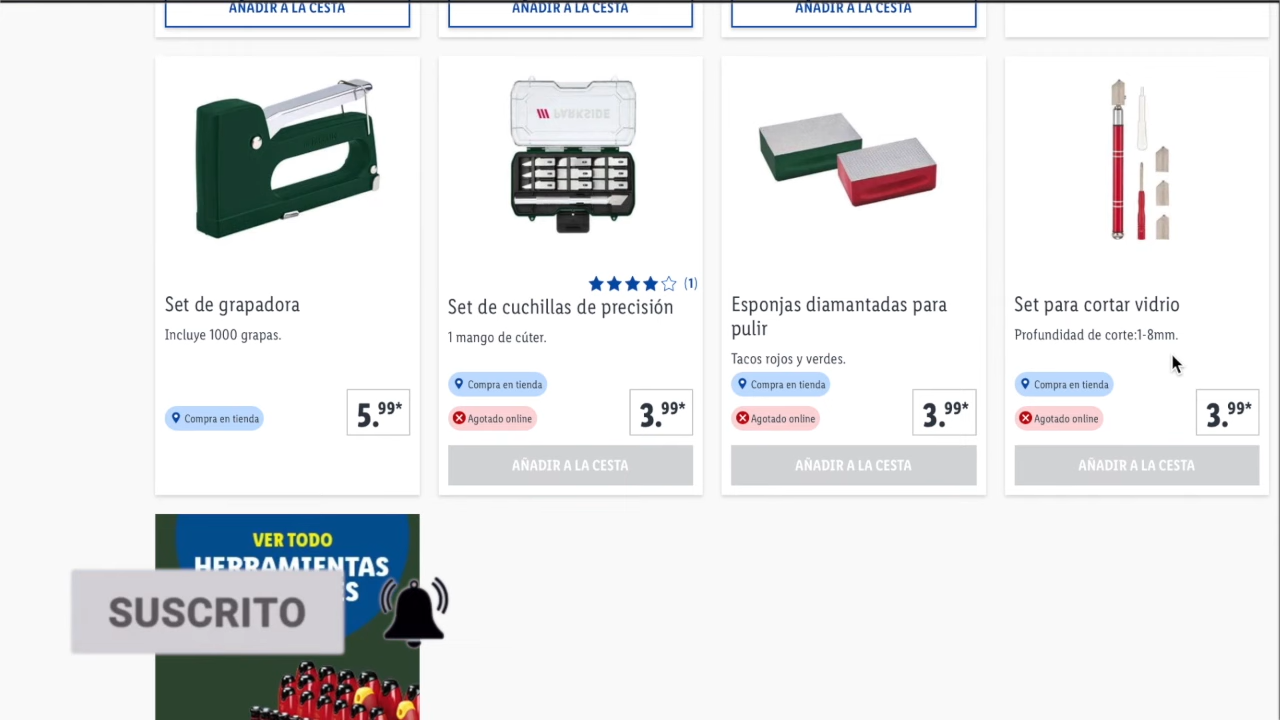 AÑADIR A LA CESTA
AÑADIR A LA CESTA
AÑADIR A LA CESTA
PARKSIDE
(1)
Set de grapadora
Incluye 1000 grapas.
Compra en tienda
5.99*
Set de cuchillas de precisión
1 mango de cúter.
Compra en tienda
Agotado online
3.99*
AÑADIR A LA CESTA
Esponjas diamantadas para
pulir
Tacos rojos y verdes.
Compra en tienda
Agotado online
3.99*
AÑADIR A LA CESTA
Set para cortar vidrio
Profundidad de corte:1-8mm.
Compra en tienda
Agotado online
3.99*
AÑADIR A LA CESTA
VER TODO
HERRAMIENTAS
SUSCRITO